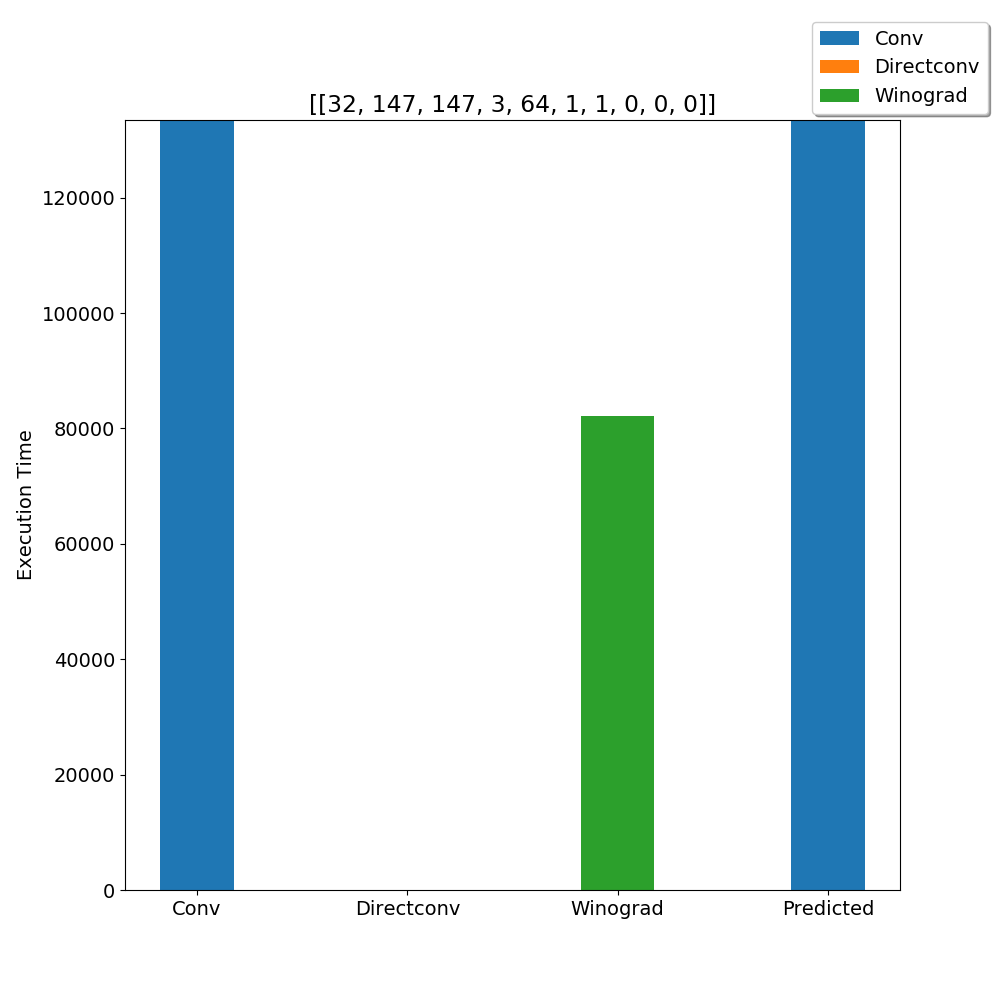 Conv
Directconv
Winograd
[[32, 147, 147, 3, 64, 1, 1, 0, 0, 0]]
120000
100000
80000
60000
40000
20000
0
Execution Time
Conv Directconv Winograd Predicted